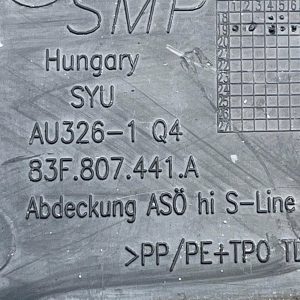 SMP
Hungary
SYU
AU326-1 Q4
83F.807.441.A
Abdeckung ASÖ hi S-Line
>PP/PE+TPO